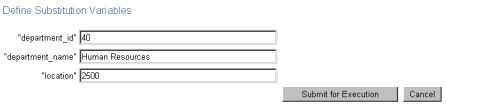 Define Substitution Variables
"department_id" 40
"department_name" Human Resources
"location" 2500
Submit for Execution Cancel